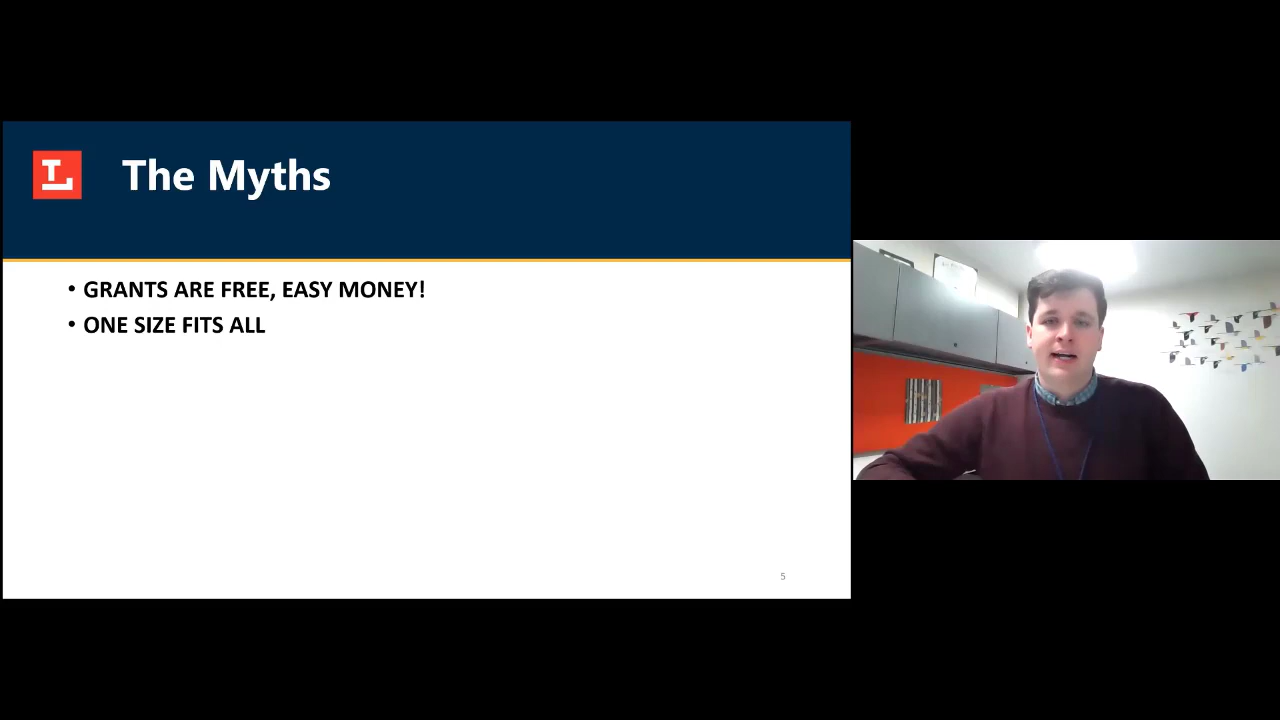 The Myths
• GRANTS ARE FREE, EASY MONEY!
• ONE SIZE FITS ALL
5